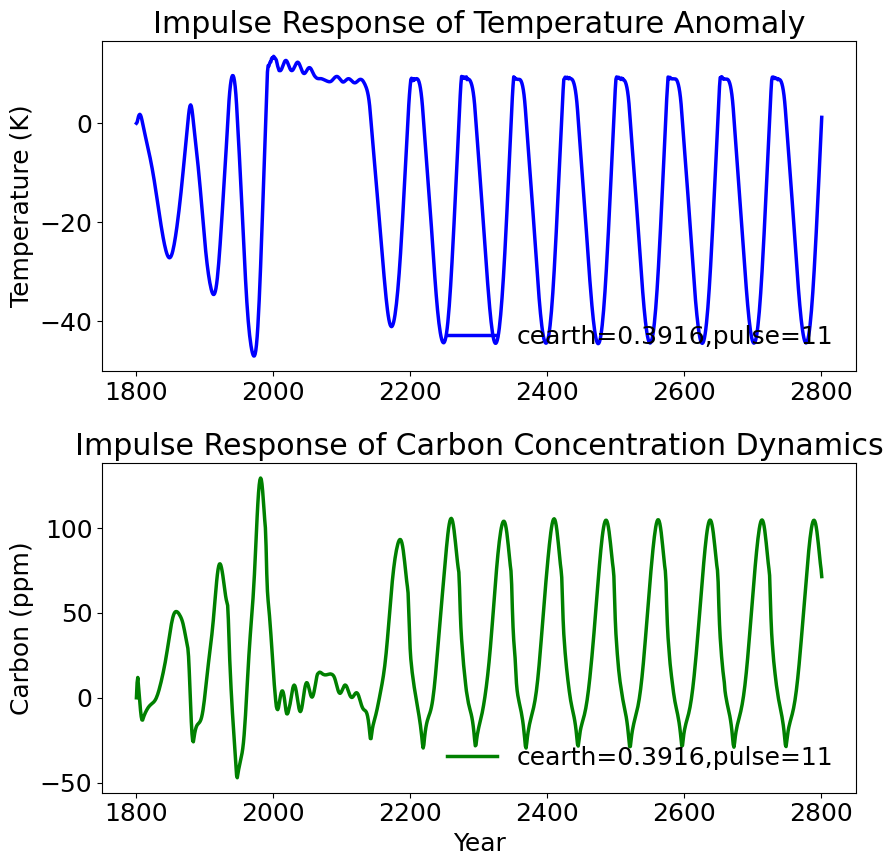 Impulse Response of Temperature Anomaly
Temperature (K)
0
−20
−40
cearth=0.3916,pulse=11
1800 2000 2200 2400 2600 2800
Impulse Response of Carbon Concentration Dynamics
Carbon (ppm)
100
50
0
−50
cearth=0.3916,pulse=11
1800 2000 2200 2400 2600 2800
Year